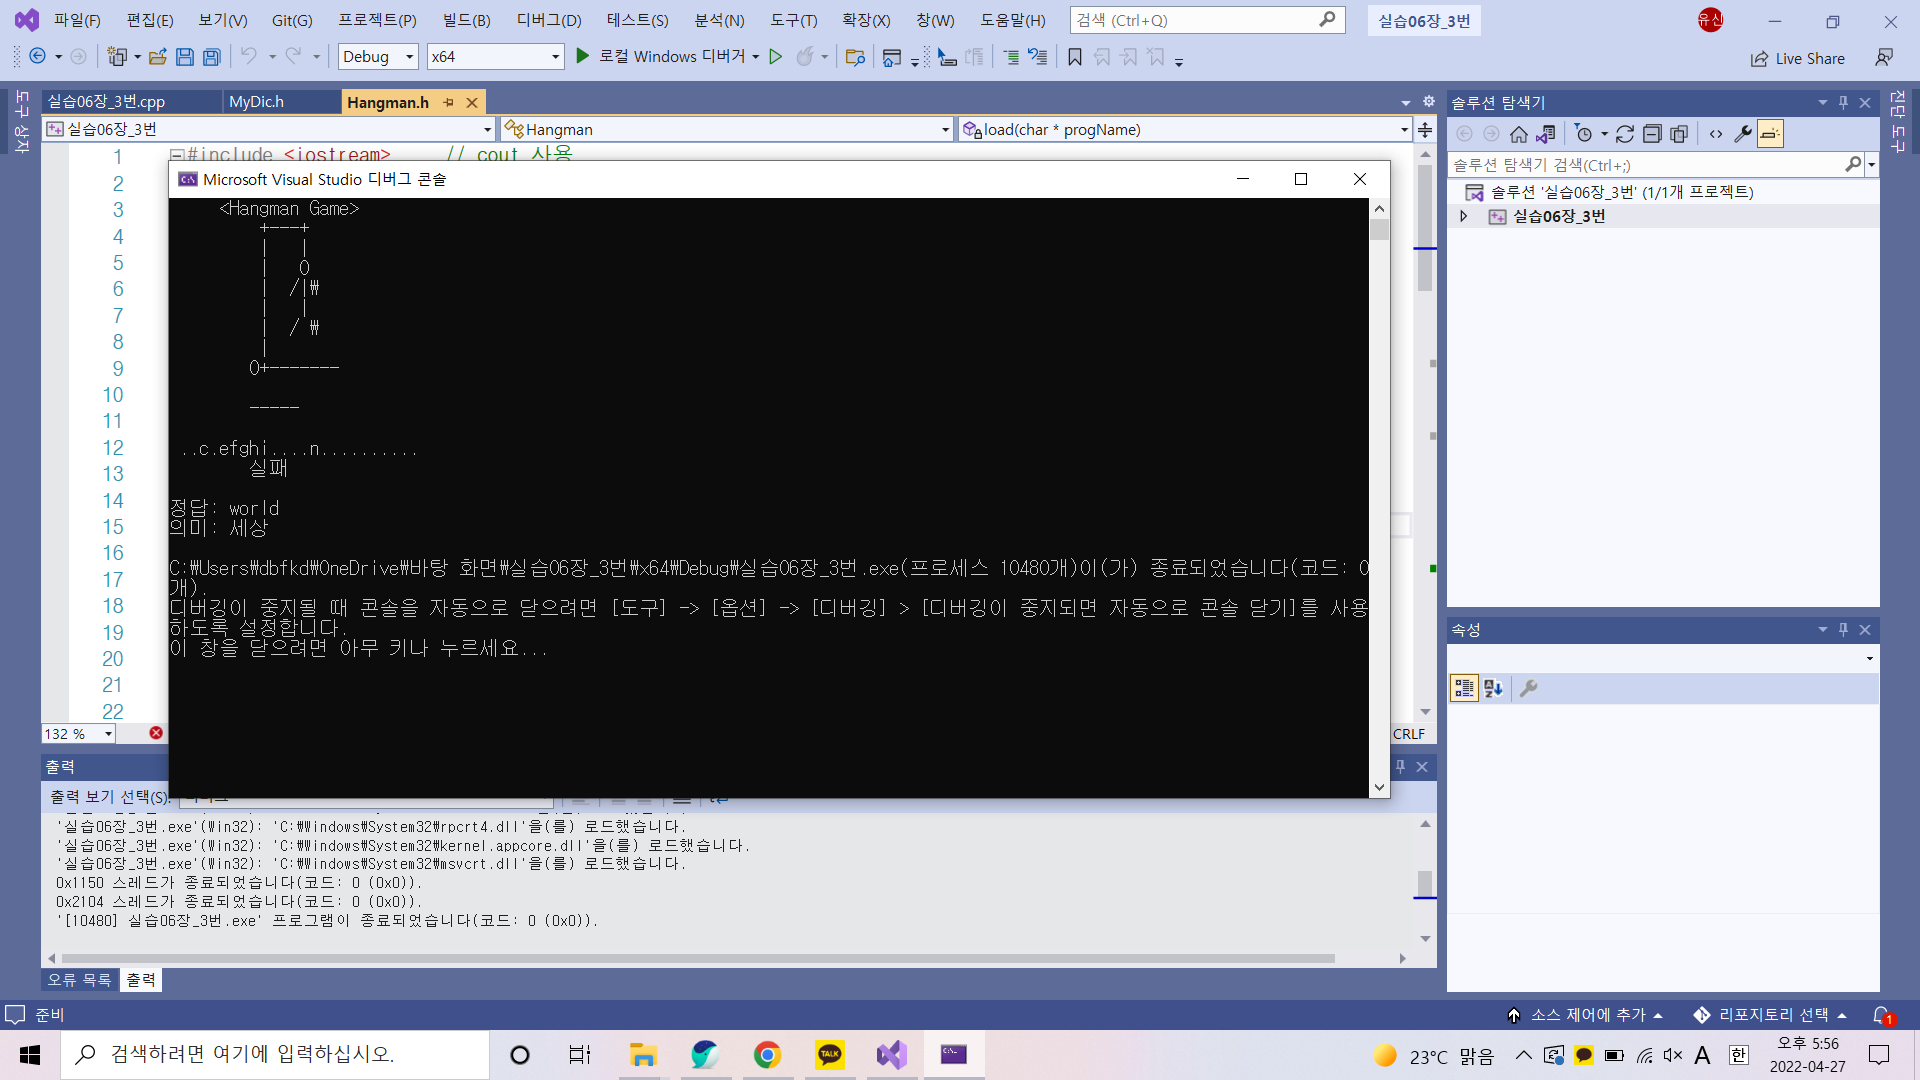 파일(F) 편집(E) 보기(V) Git(G) 프로젝트(P) 빌드(B) 디버그(D) 테스트(S) 분석(N) 도구(T) 확장(X) 창(W) 도움말(H) 검색 (Ctrl+Q) 실습06장_3번 유신
Debug x64 로컬 Windows 디버거 Live Share
도구 상자
실습06장_3번.cpp MyDic.h Hangman.h
실습06장_3번 Hangman load(char * progName)
1 #include <iostream> // cout 사용
2
3
4
5
6
7
8
9
10
11
12
13
14
15
16
17
18
19
20
21
22
Microsoft Visual Studio 디버그 콘솔
<Hangman Game>
+---+
|   |
|   O
|  /|₩
|   |
|  / ₩
|
O+-------
-----
..c.efghi....n..........
실패
정답: world
의미: 세상
C:₩Users₩dbfkd₩OneDrive₩바탕 화면₩실습06장_3번₩x64₩Debug₩실습06장_3번.exe(프로세스 10480개)이(가) 종료되었습니다(코드: 0
개).
디버깅이 중지될 때 콘솔을 자동으로 닫으려면 [도구] -> [옵션] -> [디버깅] > [디버깅이 중지되면 자동으로 콘솔 닫기]를 사용
하도록 설정합니다.
이 창을 닫으려면 아무 키나 누르세요...
132 % CRLF
출력
출력 보기 선택(S):
'실습06장_3번.exe'(Win32): 'C:₩Windows₩System32₩rpcrt4.dll'을(를) 로드했습니다.
'실습06장_3번.exe'(Win32): 'C:₩Windows₩System32₩kernel.appcore.dll'을(를) 로드했습니다.
'실습06장_3번.exe'(Win32): 'C:₩Windows₩System32₩msvcrt.dll'을(를) 로드했습니다.
0x1150 스레드가 종료되었습니다(코드: 0 (0x0)).
0x2104 스레드가 종료되었습니다(코드: 0 (0x0)).
'[10480] 실습06장_3번.exe' 프로그램이 종료되었습니다(코드: 0 (0x0)).
오류 목록 출력
솔루션 탐색기
솔루션 탐색기 검색(Ctrl+;)
솔루션 '실습06장_3번' (1/1개 프로젝트)
실습06장_3번
속성
진단 도구
준비 소스 제어에 추가 리포지토리 선택 1
검색하려면 여기에 입력하십시오. TALK 23°C 맑음 A 한
오후 5:56
2022-04-27